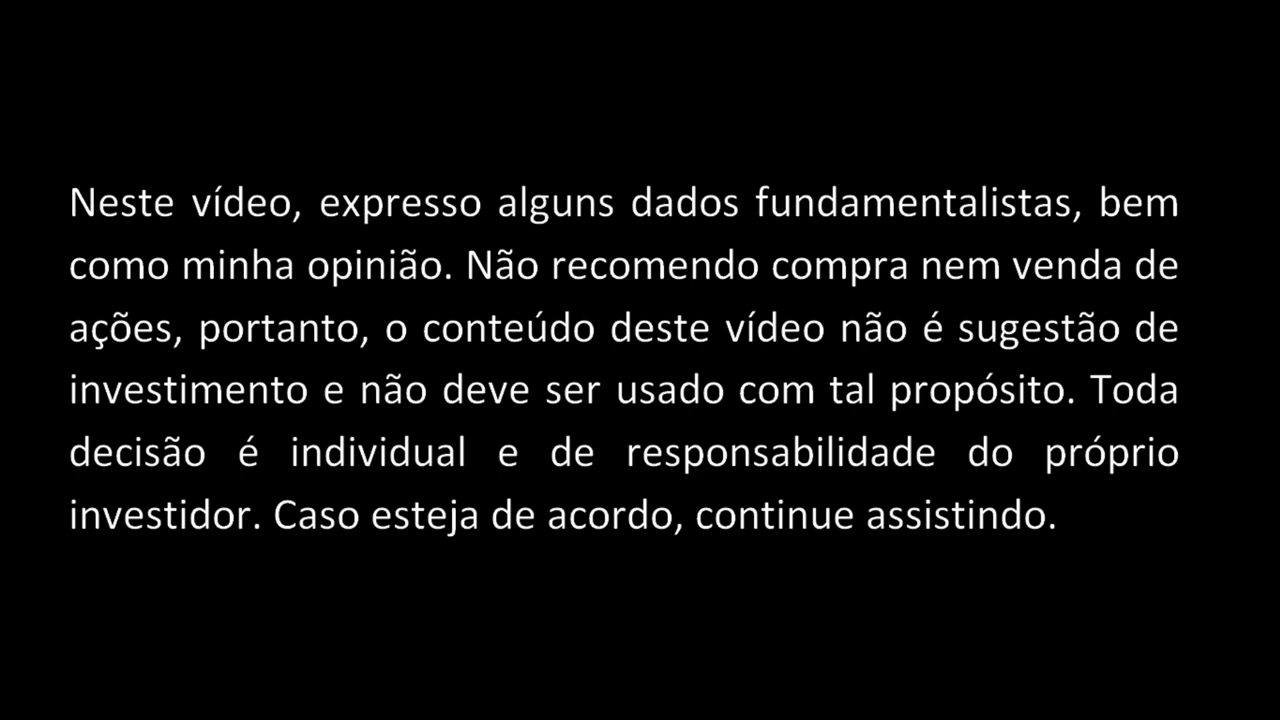 Neste vídeo, expresso alguns dados fundamentalistas, bem
como minha opinião. Não recomendo compra nem venda de
ações, portanto, o conteúdo deste vídeo não é sugestão de
investimento e não deve ser usado com tal propósito. Toda
decisão é individual e de responsabilidade do próprio
investidor. Caso esteja de acordo, continue assistindo.